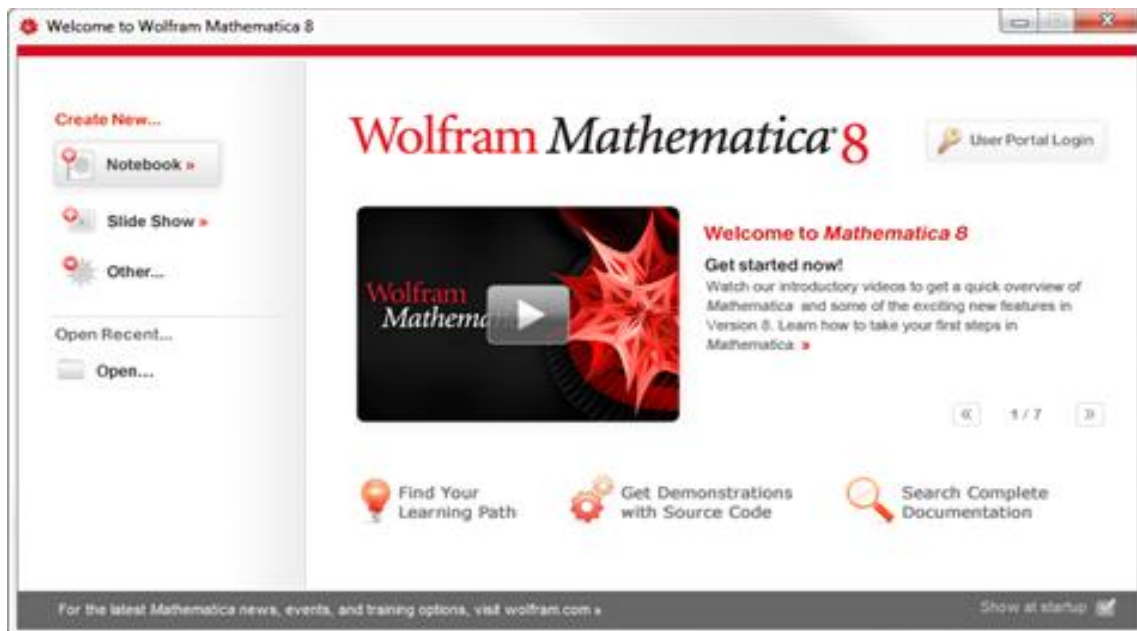 Welcome to Wolfram Mathematica 8
Create New...
Notebook »
Slide Show »
Other...
Open Recent...
Open...
Wolfram Mathematica 8
User Portal Login
Wolfram
Mathema
Welcome to Mathematica 8
Get started now!
Watch our introductory videos to get a quick overview of
Mathematica and some of the exciting new features in
Version 8. Learn how to take your first steps in
Mathematica »
« 1 / 7 »
Find Your
Learning Path
Get Demonstrations
with Source Code
Search Complete
Documentation
For the latest Mathematica news, events, and training options, visit wolfram.com »
Show at startup